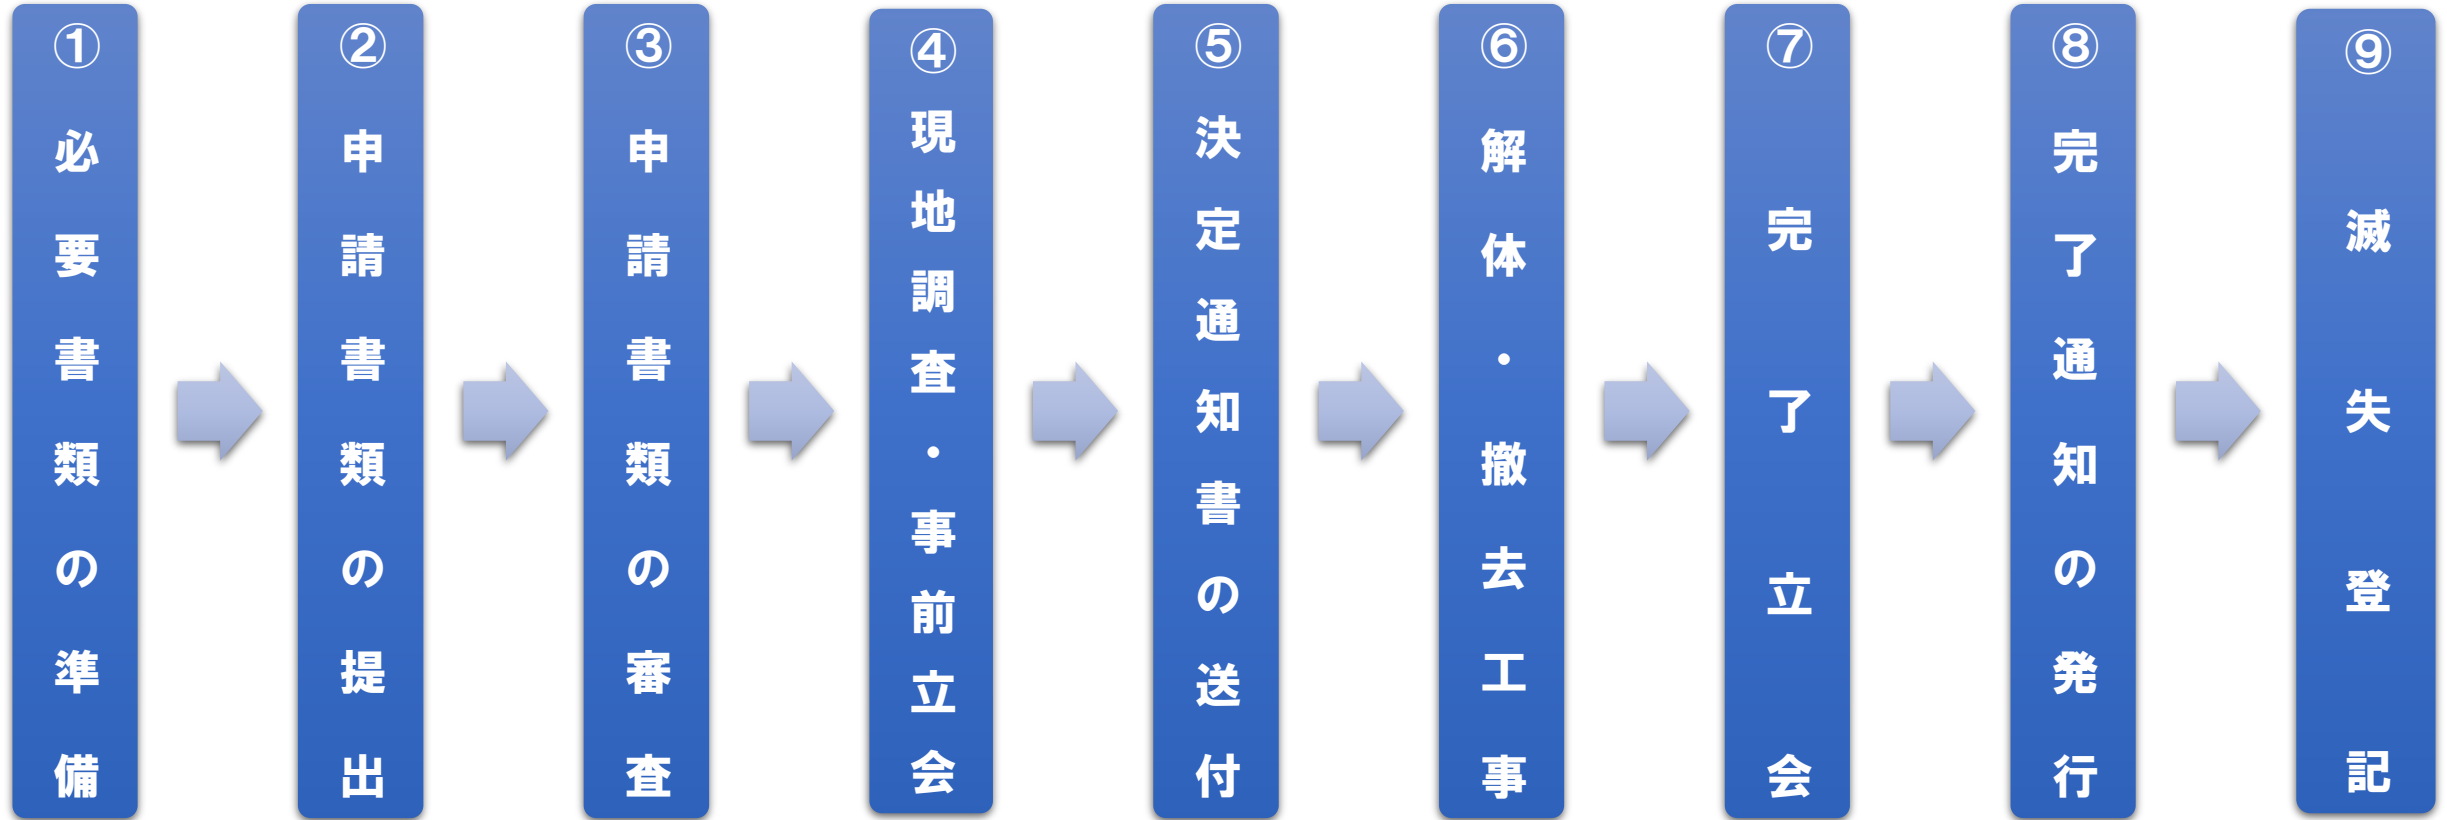 ①必要書類の準備
②申請書類の提出
③申請書類の審査
④現地調査・事前立会
⑤決定通知書の送付
⑥解体・撤去工事
⑦完了立会
⑧完了通知の発行
⑨滅失登記